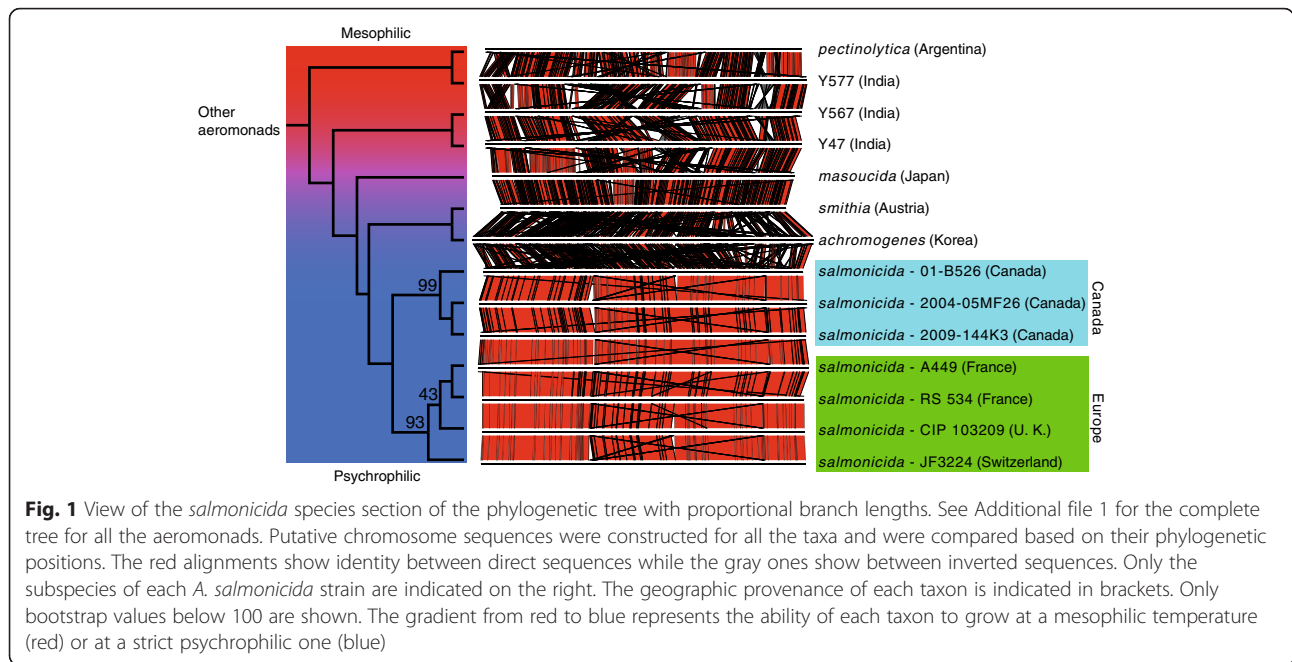 Mesophilic
Other
aeromonads
pectinolytica (Argentina)
Y577 (India)
Y567 (India)
Y47 (India)
masoucida (Japan)
smithia (Austria)
achromogenes (Korea)
salmonicida - 01-B526 (Canada)
salmonicida - 2004-05MF26 (Canada)
salmonicida - 2009-144K3 (Canada)
Canada
salmonicida - A449 (France)
salmonicida - RS 534 (France)
salmonicida - CIP 103209 (U. K.)
salmonicida - JF3224 (Switzerland)
Europe
99
43
93
Psychrophilic
Fig. 1 View of the salmonicida species section of the phylogenetic tree with proportional branch lengths. See Additional file 1 for the complete
tree for all the aeromonads. Putative chromosome sequences were constructed for all the taxa and were compared based on their phylogenetic
positions. The red alignments show identity between direct sequences while the gray ones show between inverted sequences. Only the
subspecies of each A. salmonicida strain are indicated on the right. The geographic provenance of each taxon is indicated in brackets. Only
bootstrap values below 100 are shown. The gradient from red to blue represents the ability of each taxon to grow at a mesophilic temperature
(red) or at a strict psychrophilic one (blue)